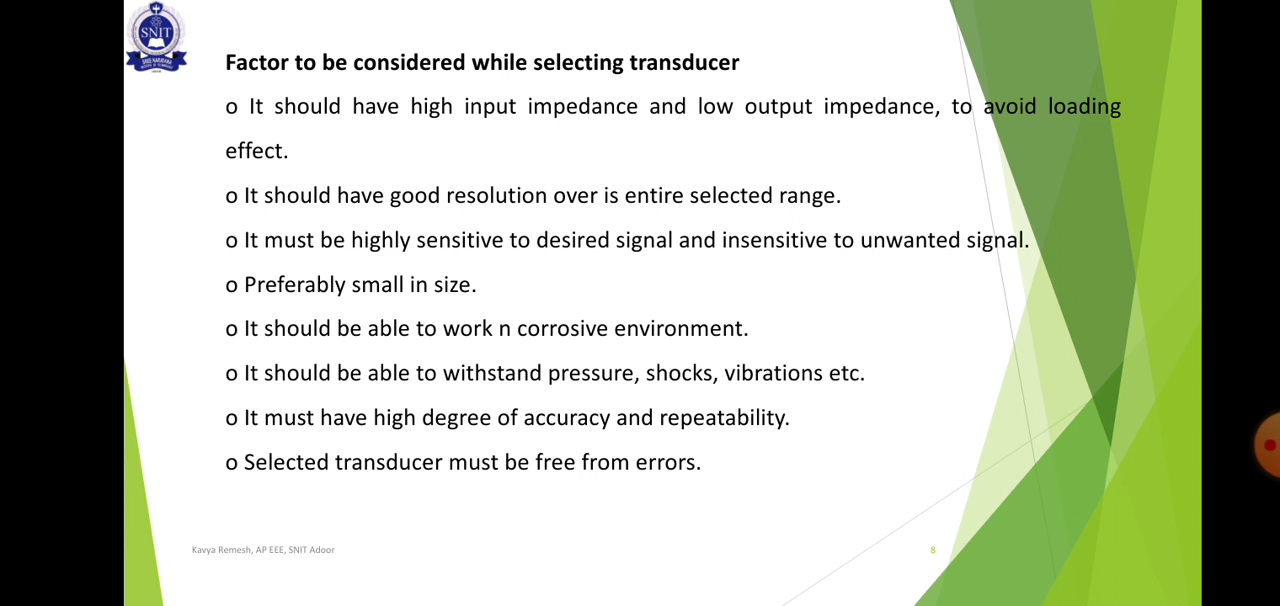 SNIT
Factor to be considered while selecting transducer
o It should have high input impedance and low output impedance, to avoid loading
effect.
o It should have good resolution over is entire selected range.
o It must be highly sensitive to desired signal and insensitive to unwanted signal.
o Preferably small in size.
o It should be able to work n corrosive environment.
o It should be able to withstand pressure, shocks, vibrations etc.
o It must have high degree of accuracy and repeatability.
o Selected transducer must be free from errors.
Kavya Remesh, AP EEE, SNIT Adoor
8